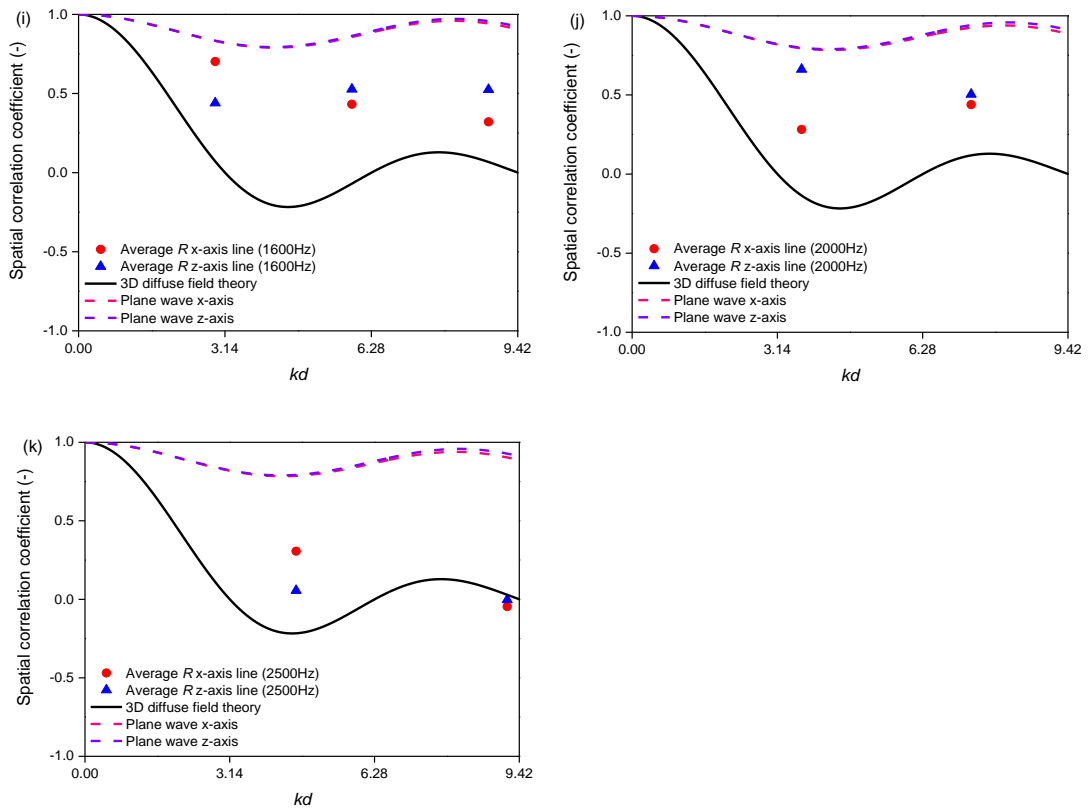 (i)
Spatial correlation coefficient (-)
1.0
0.5
0.0
-0.5
-1.0
Average R x-axis line (1600Hz)
Average R z-axis line (1600Hz)
3D diffuse field theory
Plane wave x-axis
Plane wave z-axis
0.00 3.14 6.28 9.42
kd
(j)
Spatial correlation coefficient (-)
1.0
0.5
0.0
-0.5
-1.0
Average R x-axis line (2000Hz)
Average R z-axis line (2000Hz)
3D diffuse field theory
Plane wave x-axis
Plane wave z-axis
0.00 3.14 6.28 9.42
kd
(k)
Spatial correlation coefficient (-)
1.0
0.5
0.0
-0.5
-1.0
Average R x-axis line (2500Hz)
Average R z-axis line (2500Hz)
3D diffuse field theory
Plane wave x-axis
Plane wave z-axis
0.00 3.14 6.28 9.42
kd